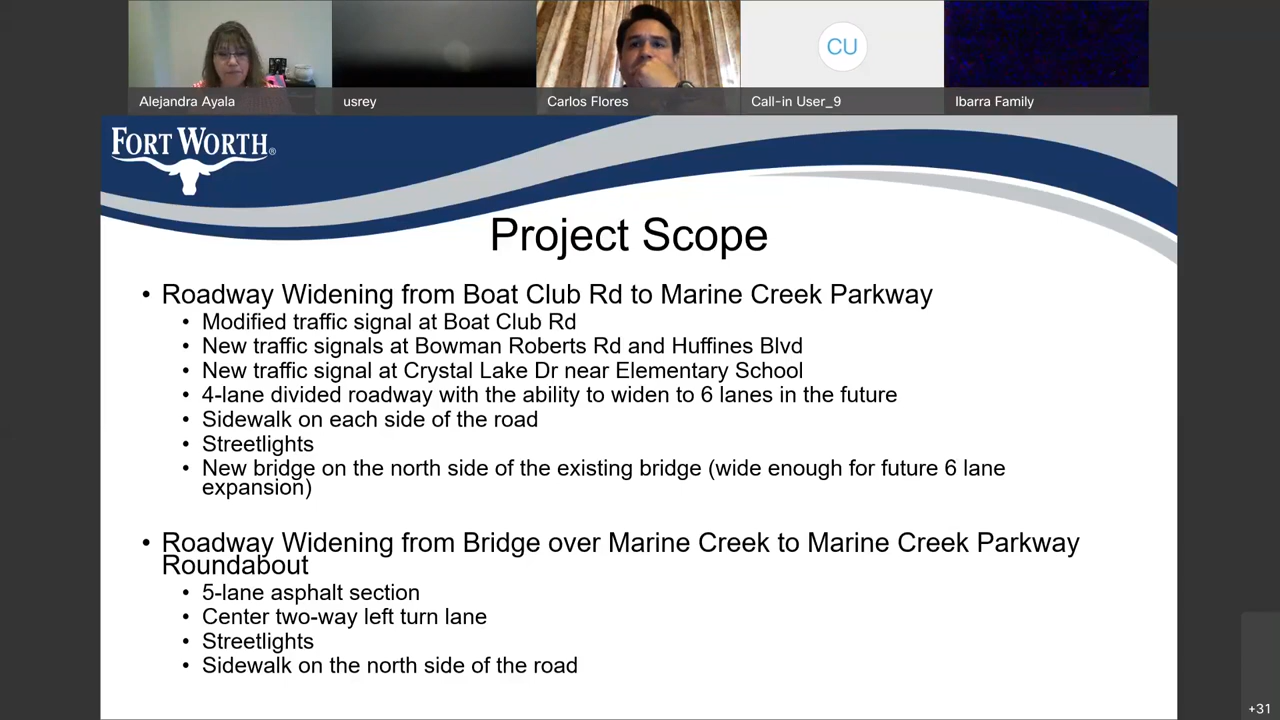 Alejandra Ayala
usrey
Carlos Flores
CU
Call-in User_9
Ibarra Family
FORT WORTH®
Project Scope
• Roadway Widening from Boat Club Rd to Marine Creek Parkway
• Modified traffic signal at Boat Club Rd
• New traffic signals at Bowman Roberts Rd and Huffines Blvd
• New traffic signal at Crystal Lake Dr near Elementary School
• 4-lane divided roadway with the ability to widen to 6 lanes in the future
• Sidewalk on each side of the road
• Streetlights
• New bridge on the north side of the existing bridge (wide enough for future 6 lane
expansion)
• Roadway Widening from Bridge over Marine Creek to Marine Creek Parkway
Roundabout
• 5-lane asphalt section
• Center two-way left turn lane
• Streetlights
• Sidewalk on the north side of the road
+31